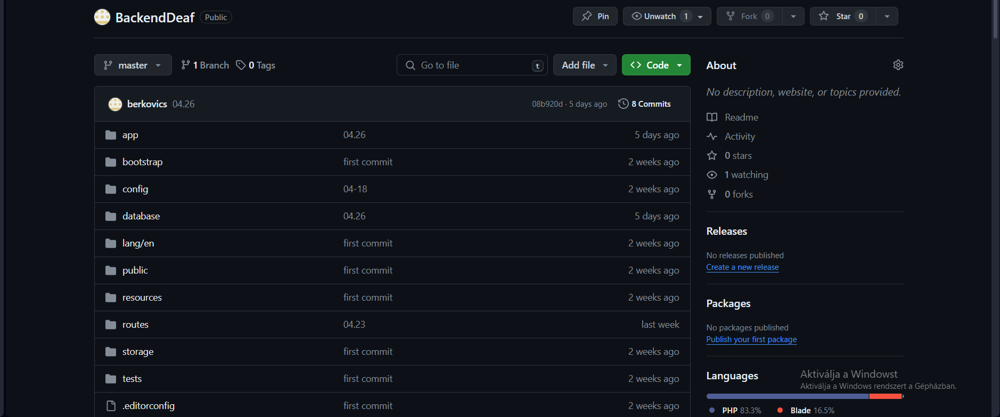 BackendDeaf Public Pin Unwatch 1 Fork 0 Star 0
master 1 Branch 0 Tags Go to file t Add file Code
berkovics 04.26 08b920d · 5 days ago 8 Commits
app 04.26 5 days ago
bootstrap first commit 2 weeks ago
config 04-18 2 weeks ago
database 04.26 5 days ago
lang/en first commit 2 weeks ago
public first commit 2 weeks ago
resources first commit 2 weeks ago
routes 04.23 last week
storage first commit 2 weeks ago
tests first commit 2 weeks ago
.editorconfig first commit 2 weeks ago
About
No description, website, or topics provided.
Readme
Activity
0 stars
1 watching
0 forks
Releases
No releases published
Create a new release
Packages
No packages published
Publish your first package
Languages
PHP 83.3% Blade 16.5%
Aktiválja a Windowst
Aktiválja a Windows rendszert a Gépházban.